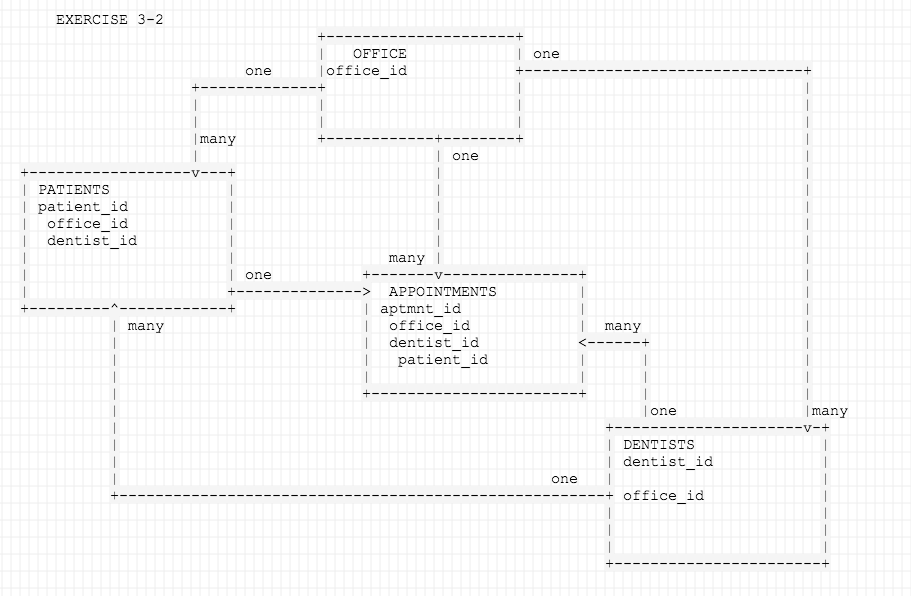 EXERCISE 3-2
OFFICE
office_id
one
one
many
one
PATIENTS
patient_id
office_id
dentist_id
many
one
APPOINTMENTS
aptmnt_id
office_id
dentist_id
patient_id
many
many
one
many
DENTISTS
dentist_id
one
office_id